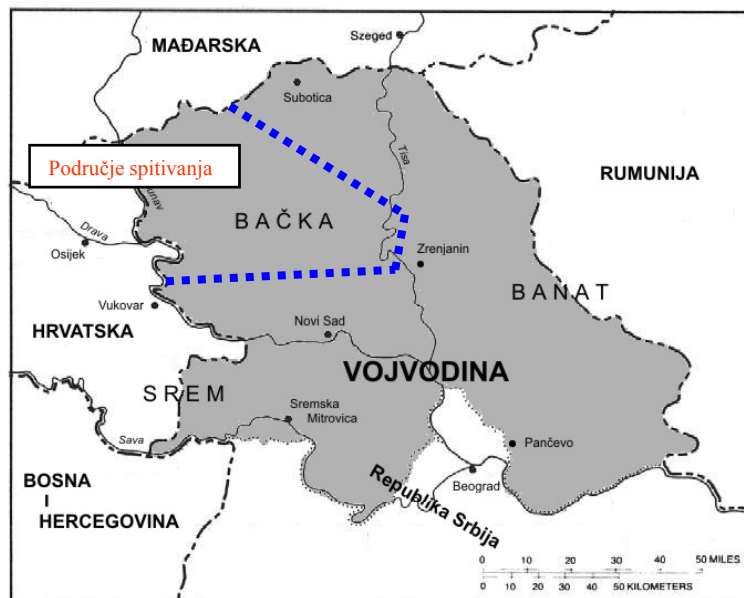 MAĐARSKA
Szeged
Subotica
Područje spitivanja
Tisa
RUMUNIJA
BAČKA
Drava
Osijek
Zrenjanin
BANAT
Vukovar
HRVATSKA
Novi Sad
VOJVODINA
SREM
Sremska
Mitrovica
Sava
Pančevo
BOSNA
I
HERCEGOVINA
Beograd
Republika Srbija
0 10 20 30 40 50 MILES
0 10 20 30 40 50 KILOMETERS